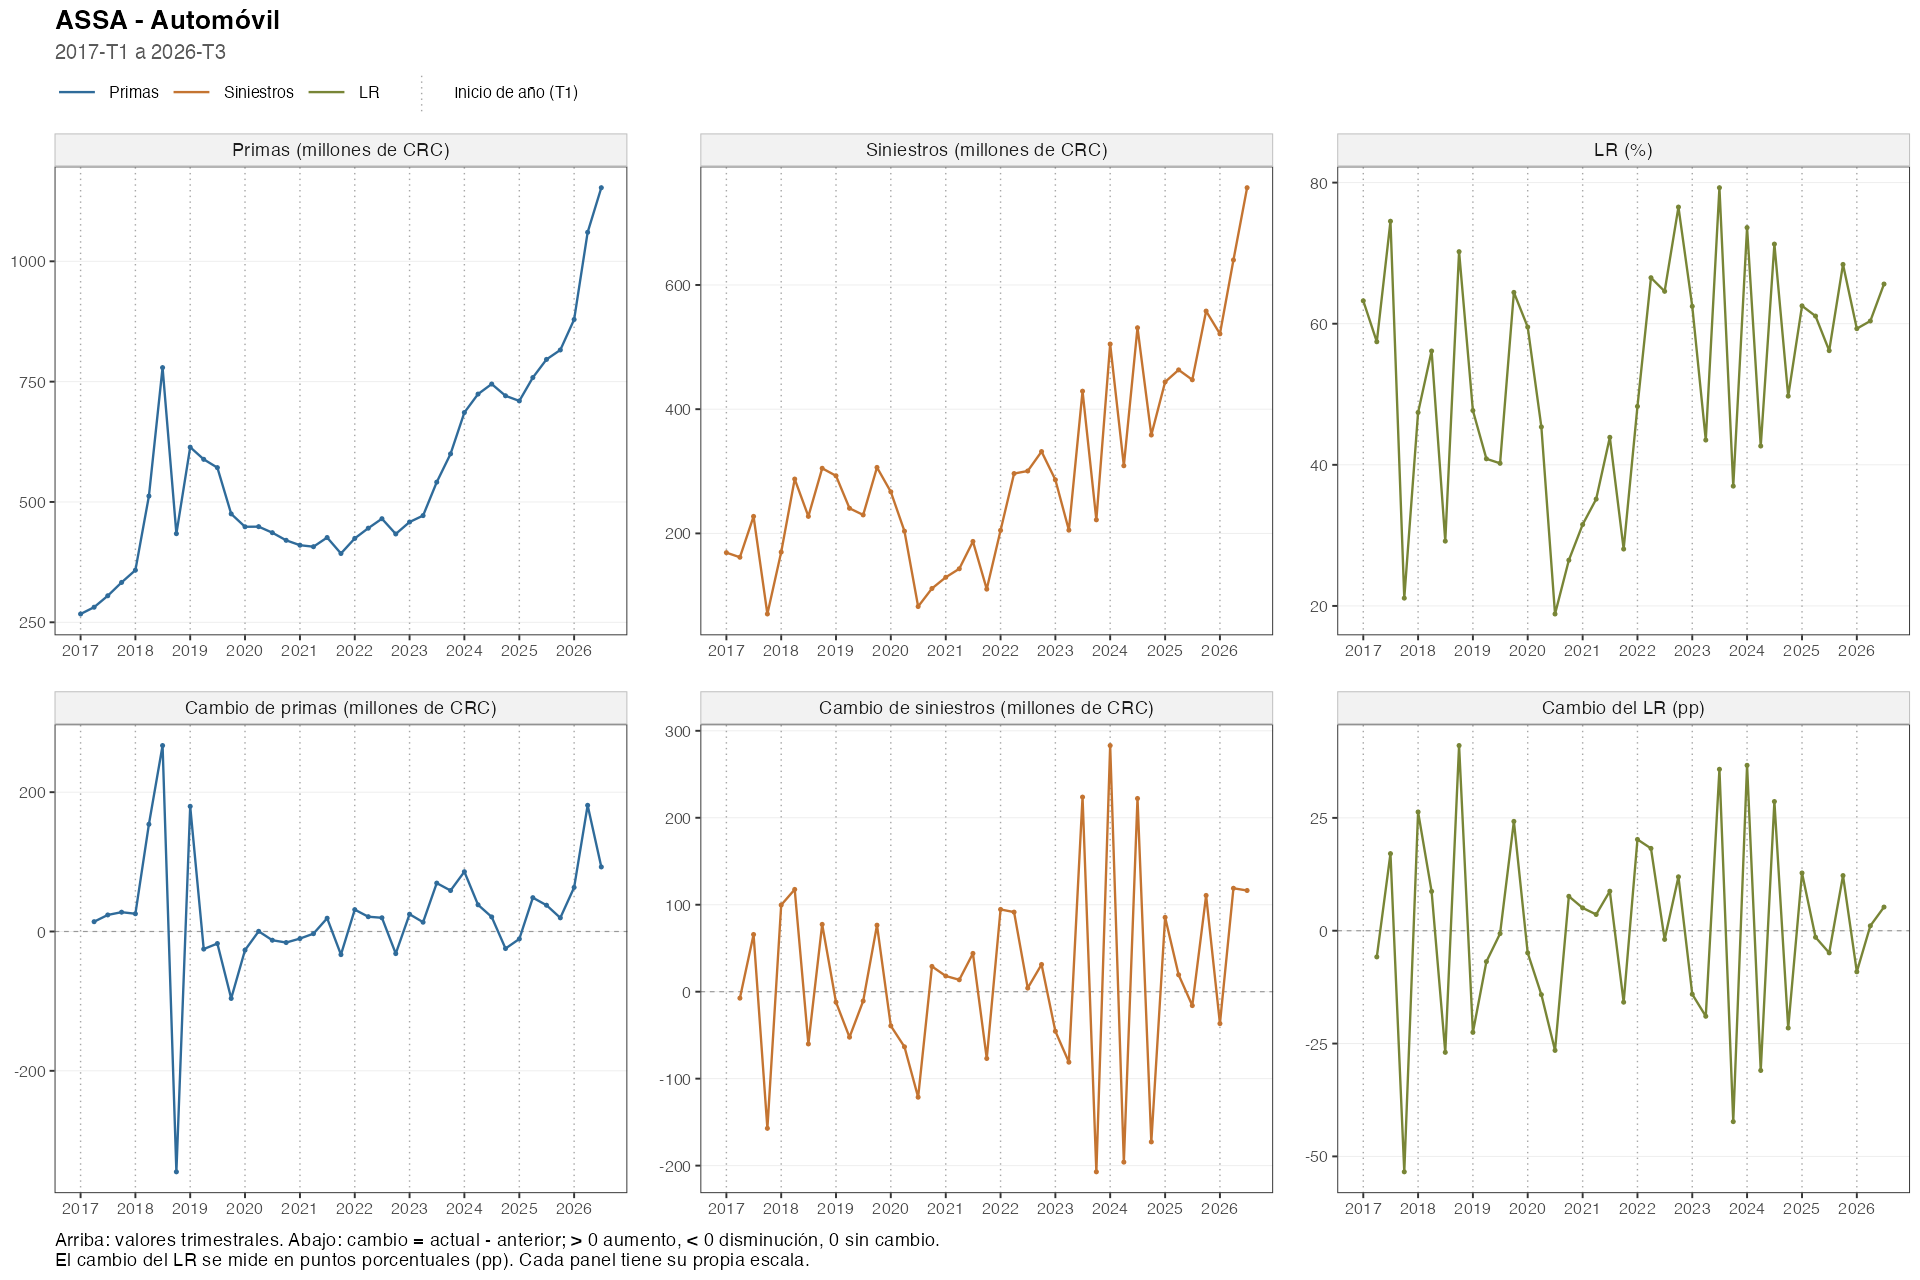 ASSA - Automóvil
2017-T1 a 2026-T3
Primas Siniestros LR Inicio de año (T1)
Primas (millones de CRC)
1000
750
500
250
2017 2018 2019 2020 2021 2022 2023 2024 2025 2026
Siniestros (millones de CRC)
600
400
200
2017 2018 2019 2020 2021 2022 2023 2024 2025 2026
LR (%)
80
60
40
20
2017 2018 2019 2020 2021 2022 2023 2024 2025 2026
Cambio de primas (millones de CRC)
200
0
-200
2017 2018 2019 2020 2021 2022 2023 2024 2025 2026
Cambio de siniestros (millones de CRC)
300
200
100
0
-100
-200
2017 2018 2019 2020 2021 2022 2023 2024 2025 2026
Cambio del LR (pp)
25
0
-25
-50
2017 2018 2019 2020 2021 2022 2023 2024 2025 2026
Arriba: valores trimestrales. Abajo: cambio = actual - anterior; > 0 aumento, < 0 disminución, 0 sin cambio.
El cambio del LR se mide en puntos porcentuales (pp). Cada panel tiene su propia escala.